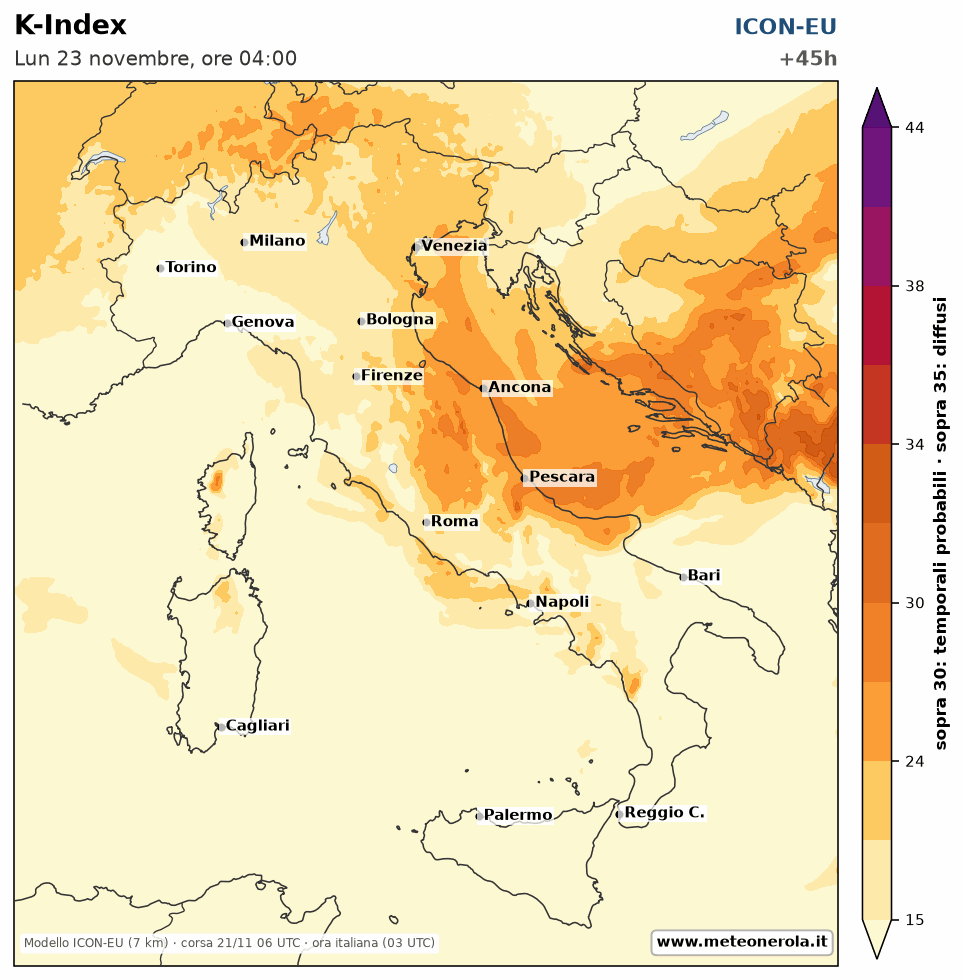 K-Index
ICON-EU
Lun 23 novembre, ore 04:00
+45h
Milano
Venezia
Torino
Genova
Bologna
Firenze
Ancona
Pescara
Roma
Bari
Napoli
Cagliari
Palermo
Reggio C.
44
38
34
30
24
15
sopra 30: temporali probabili · sopra 35: diffusi
Modello ICON-EU (7 km) · corsa 21/11 06 UTC · ora italiana (03 UTC)
www.meteonerola.it